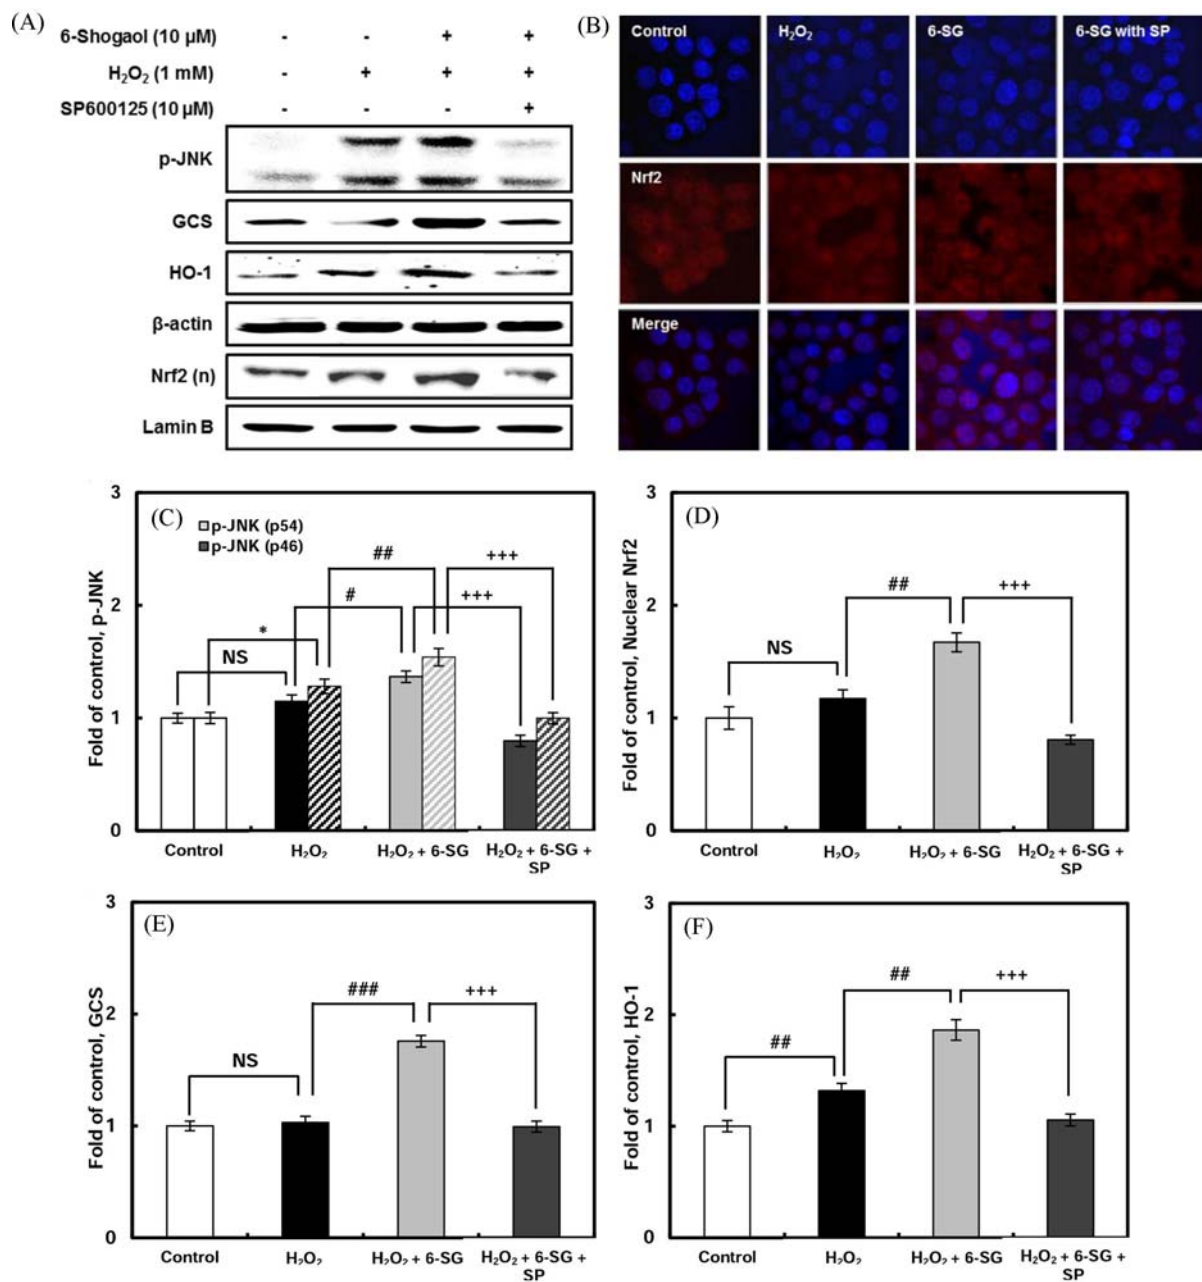 (A)
6-Shogaol (10 μM) - - + +
H₂O₂ (1 mM) - + + +
SP600125 (10 μM) - - - +
p-JNK
GCS
HO-1
β-actin
Nrf2 (n)
Lamin B
(B)
Control H₂O₂ 6-SG 6-SG with SP
Nrf2
Merge
(C)
Fold of control, p-JNK
3
2
1
0
p-JNK (p54)
p-JNK (p46)
## +++
# +++
*
NS
Control H₂O₂ H₂O₂ + 6-SG H₂O₂ + 6-SG +
SP
(D)
Fold of control, Nuclear Nrf2
3
2
1
0
## +++
NS
Control H₂O₂ H₂O₂ + 6-SG H₂O₂ + 6-SG +
SP
(E)
Fold of control, GCS
3
2
1
0
### +++
NS
Control H₂O₂ H₂O₂ + 6-SG H₂O₂ + 6-SG +
SP
(F)
Fold of control, HO-1
3
2
1
0
## +++
##
Control H₂O₂ H₂O₂ + 6-SG H₂O₂ + 6-SG +
SP